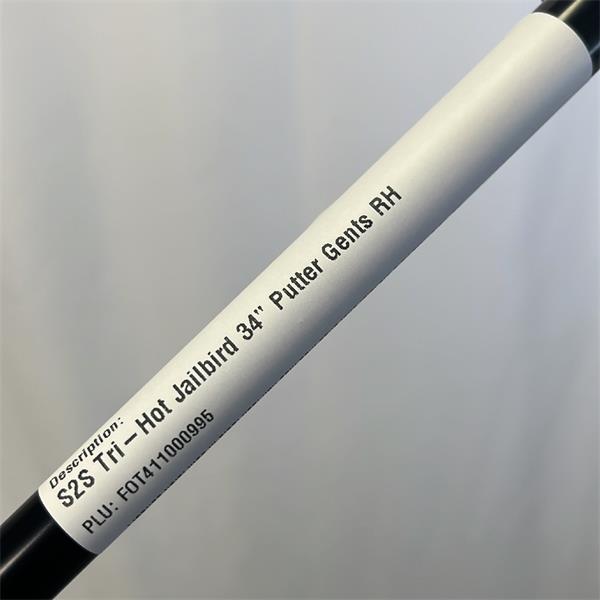 Description:
S2S Tri – Hot Jailbird 34" Putter Gents RH
PLU: FOT411000995